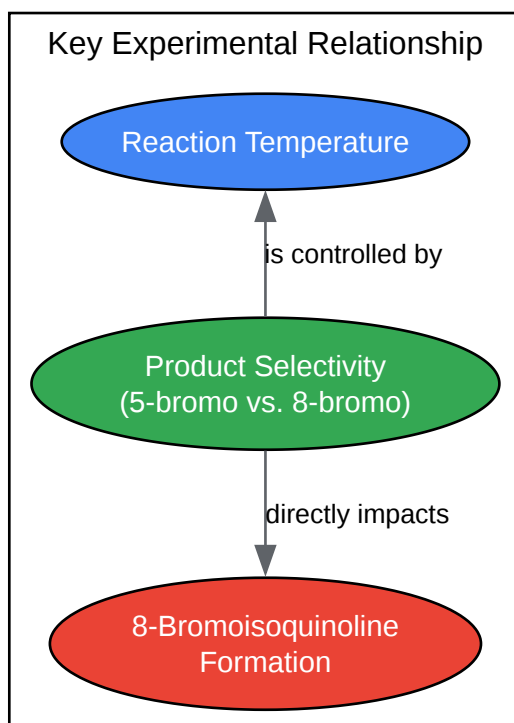 Key Experimental Relationship
Reaction Temperature
is controlled by
Product Selectivity
(5-bromo vs. 8-bromo)
directly impacts
8-Bromoisoquinoline
Formation